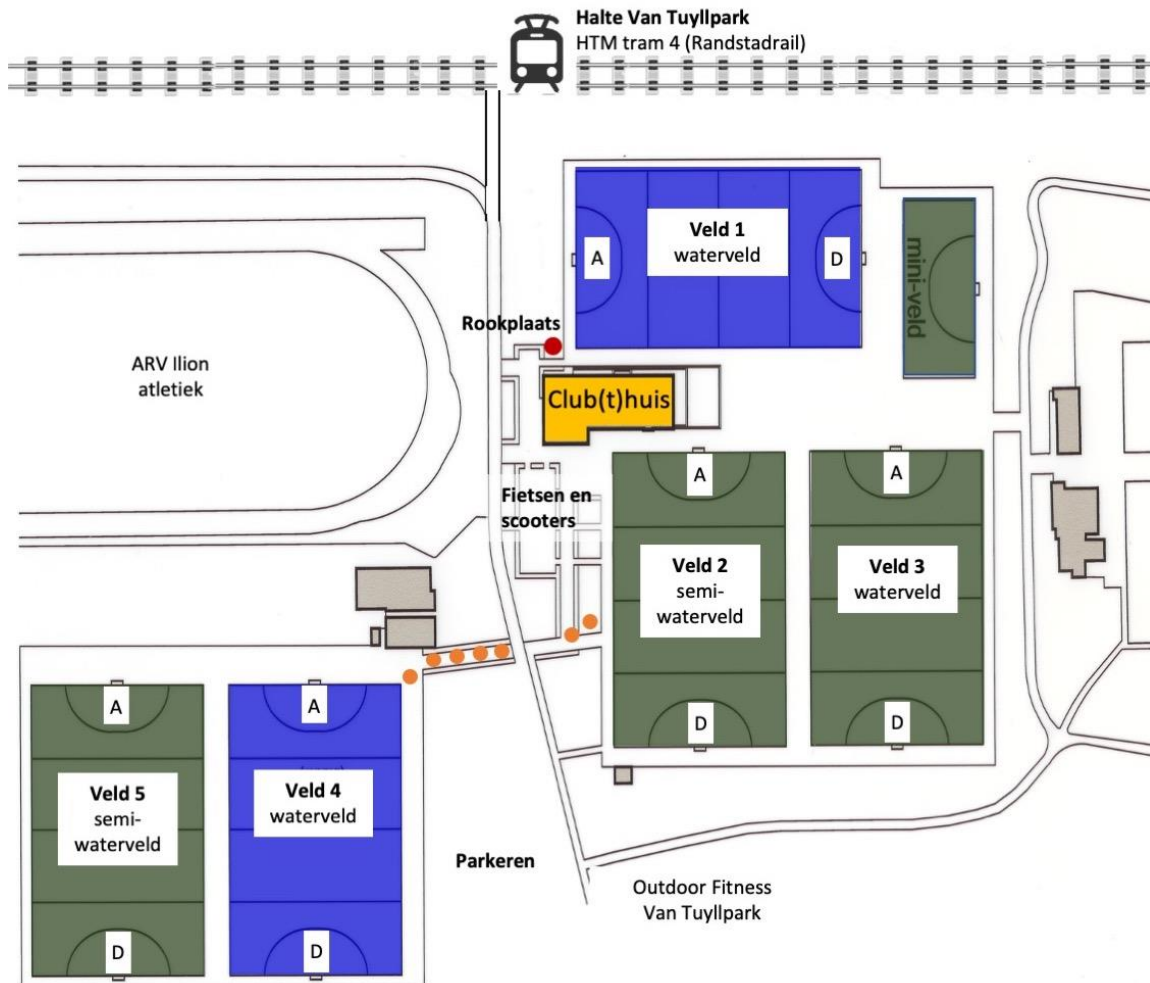 Halte Van Tuyllpark
HTM tram 4 (Randstadrail)
Veld 1
waterveld
A
D
mini-veld
Rookplaats
ARV Ilion
atletiek
Club(t)huis
Fietsen en
scooters
A
Veld 2
semi-
waterveld
D
A
Veld 3
waterveld
D
A
Veld 5
semi-
waterveld
D
A
Veld 4
waterveld
D
Parkeren
Outdoor Fitness
Van Tuyllpark